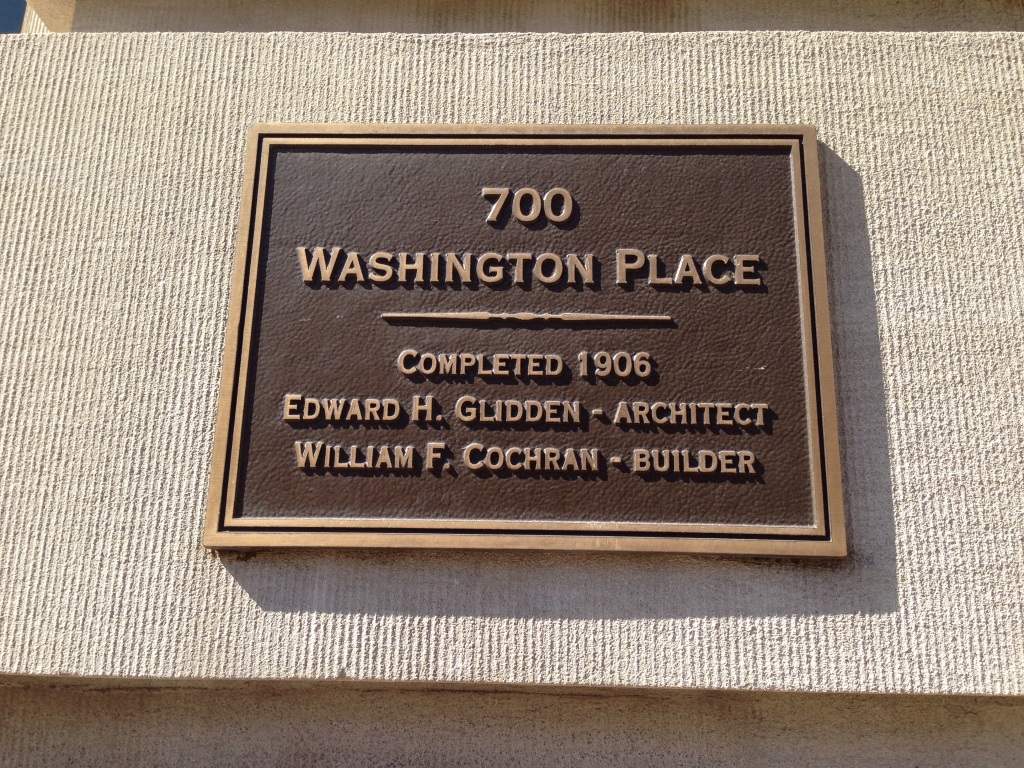 700
Washington Place
Completed 1906
Edward H. Glidden - architect
William F. Cochran - builder